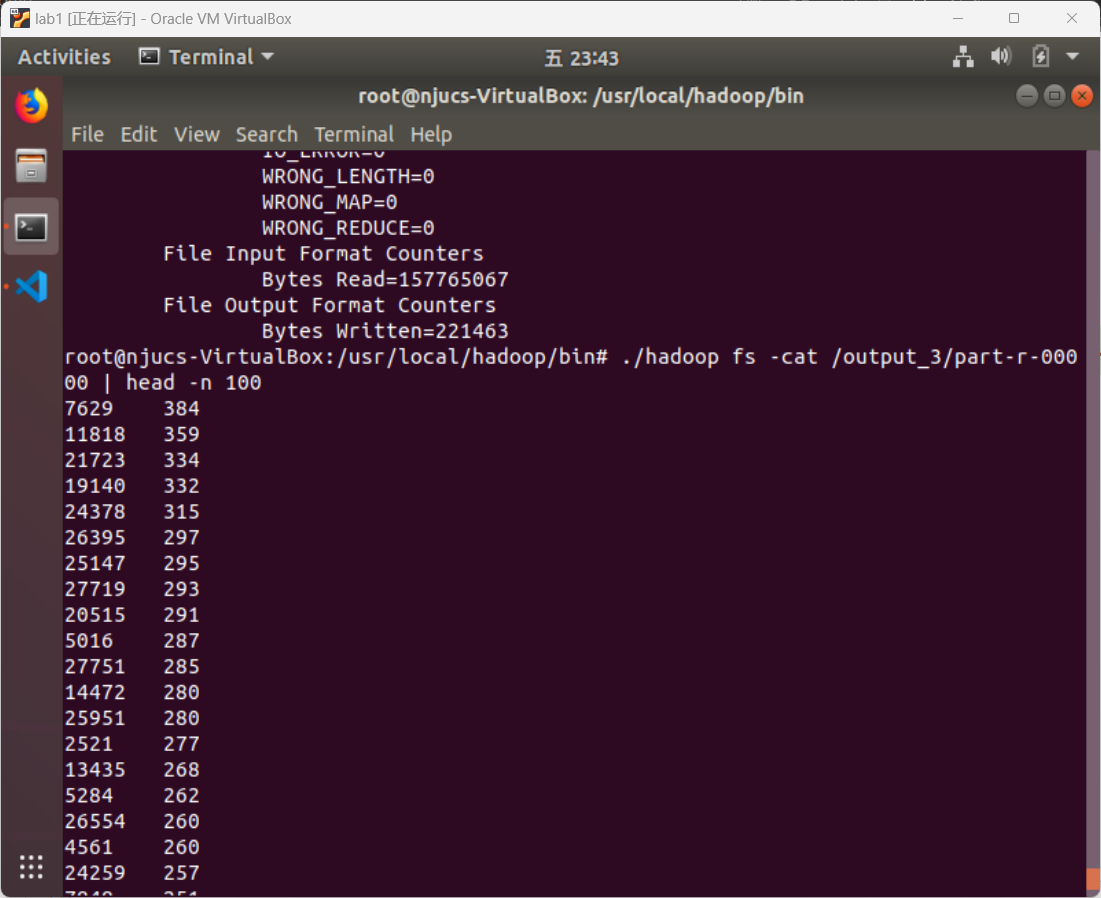 lab1 [正在运行] - Oracle VM VirtualBox
Activities Terminal 五 23:43
root@njucs-VirtualBox: /usr/local/hadoop/bin
File Edit View Search Terminal Help
IO_ERROR=0
WRONG_LENGTH=0
WRONG_MAP=0
WRONG_REDUCE=0
File Input Format Counters
Bytes Read=157765067
File Output Format Counters
Bytes Written=221463
root@njucs-VirtualBox:/usr/local/hadoop/bin# ./hadoop fs -cat /output_3/part-r-000
00 | head -n 100
7629 384
11818 359
21723 334
19140 332
24378 315
26395 297
25147 295
27719 293
20515 291
5016 287
27751 285
14472 280
25951 280
2521 277
13435 268
5284 262
26554 260
4561 260
24259 257